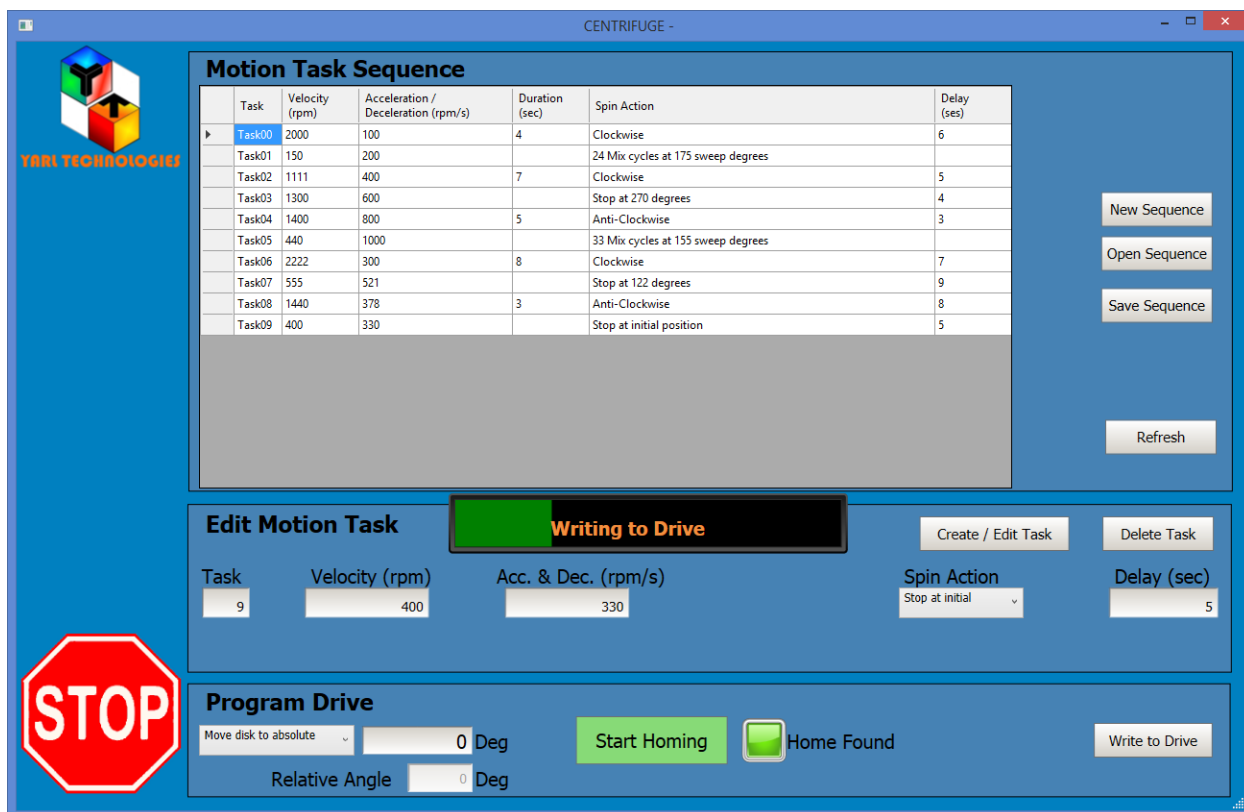 CENTRIFUGE -
YARL TECHNOLOGIES
Motion Task Sequence
Task Velocity (rpm) Acceleration / Deceleration (rpm/s) Duration (sec) Spin Action Delay (ses)
Task00 2000 100 4 Clockwise 6
Task01 150 200 24 Mix cycles at 175 sweep degrees
Task02 1111 400 7 Clockwise 5
Task03 1300 600 Stop at 270 degrees 4
Task04 1400 800 5 Anti-Clockwise 3
Task05 440 1000 33 Mix cycles at 155 sweep degrees
Task06 2222 300 8 Clockwise 7
Task07 555 521 Stop at 122 degrees 9
Task08 1440 378 3 Anti-Clockwise 8
Task09 400 330 Stop at initial position 5
New Sequence
Open Sequence
Save Sequence
Refresh
Edit Motion Task
Writing to Drive
Create / Edit Task
Delete Task
Task Velocity (rpm) Acc. & Dec. (rpm/s) Spin Action Delay (sec)
9 400 330 Stop at initial 5
STOP
Program Drive
Move disk to absolute 0 Deg Start Homing Home Found Write to Drive
Relative Angle 0 Deg